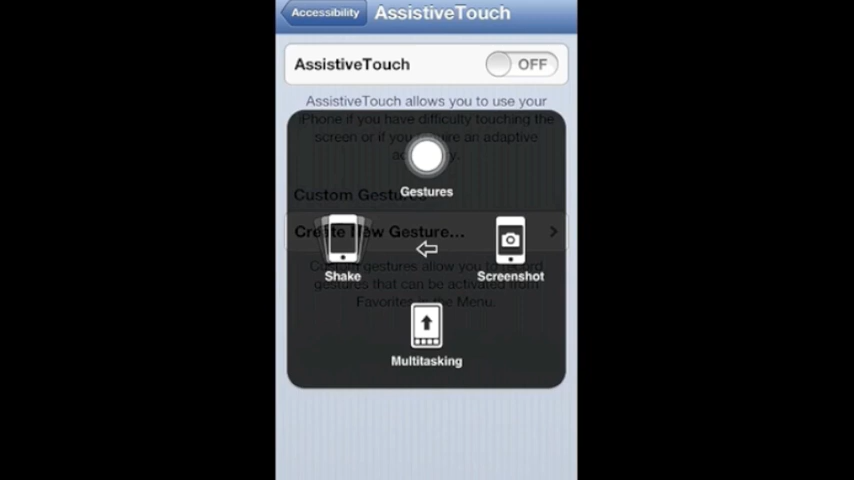 Accessibility
AssistiveTouch
AssistiveTouch
OFF
AssistiveTouch allows you to use your
iPhone if you have difficulty touching the
screen or if you require an adaptive
Gestures
Custom Gestures
Create New Gesture...
Shake
Screenshot
Custom gestures allow you to record
gestures that can be activated from
Favorites in the Menu.
Multitasking